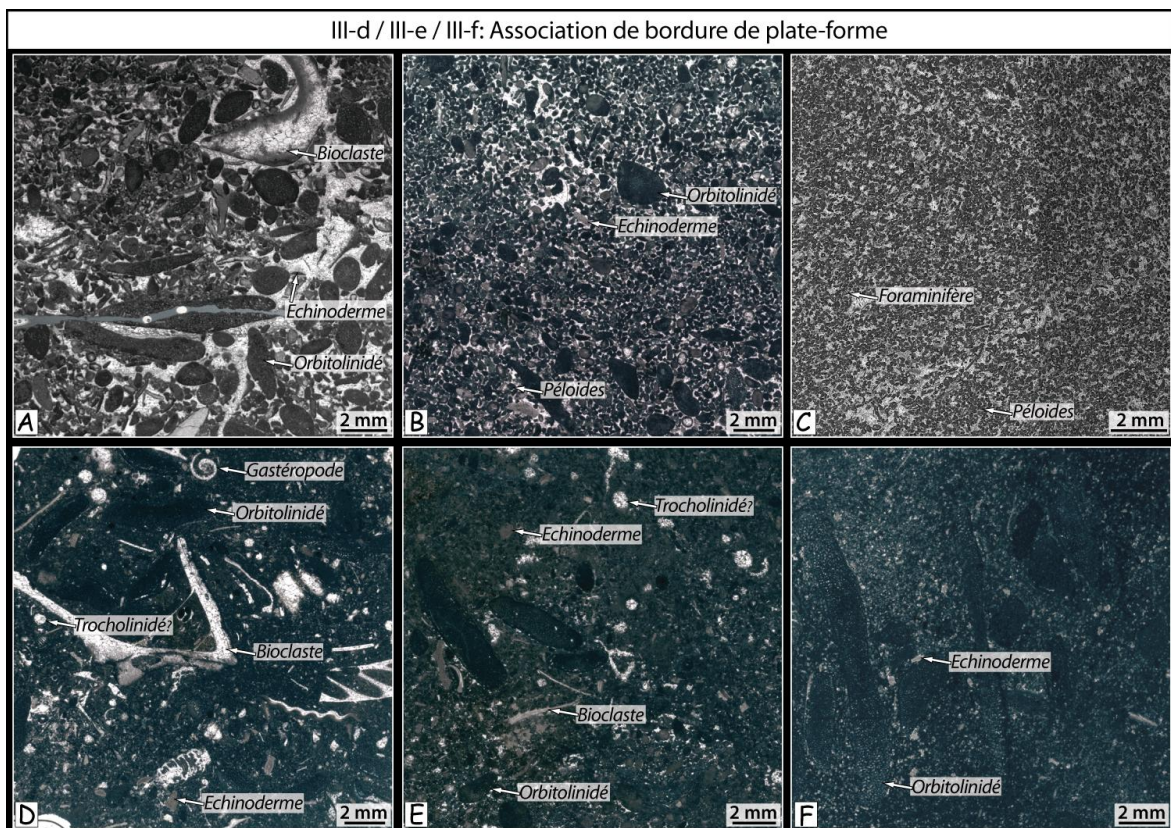 III-d / III-e / III-f: Association de bordure de plate-forme
Bioclaste
Echinoderme
Orbitolinidé
A
2 mm
Orbitolinidé
Echinoderme
Péloides
B
2 mm
Foraminifère
Péloides
C
2 mm
Gastéropode
Orbitolinidé
Trocholinidé?
Bioclaste
Echinoderme
D
2 mm
Trocholinidé?
Echinoderme
Bioclaste
Orbitolinidé
E
2 mm
Echinoderme
Orbitolinidé
F
2 mm